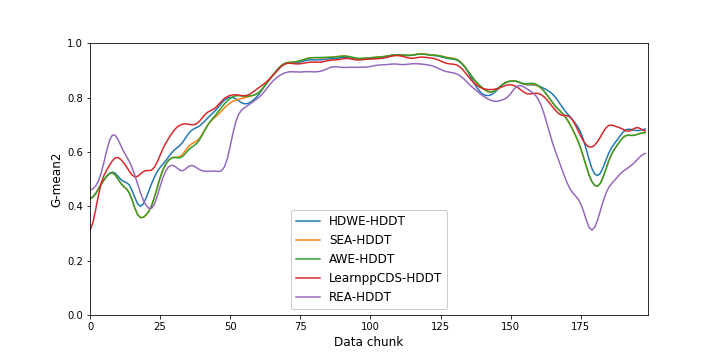 1.0
0.8
0.6
0.4
0.2
0.0
G-mean2
HDWE-HDDT
SEA-HDDT
AWE-HDDT
LearnppCDS-HDDT
REA-HDDT
0 25 50 75 100 125 150 175
Data chunk